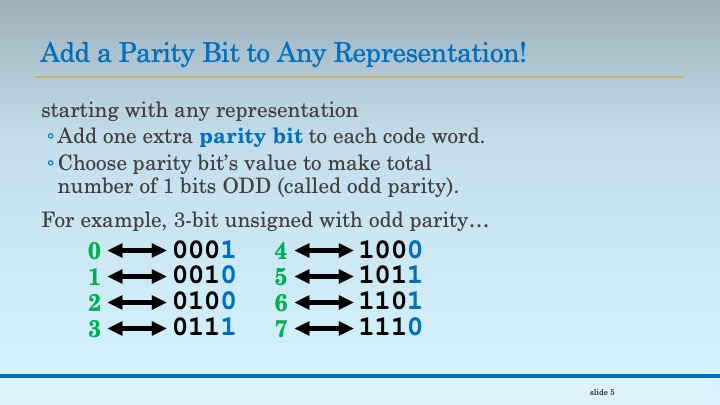 Add a Parity Bit to Any Representation!
starting with any representation
◦Add one extra parity bit to each code word.
◦Choose parity bit’s value to make total
number of 1 bits ODD (called odd parity).
For example, 3-bit unsigned with odd parity…
0 ⟷ 0001 4 ⟷ 1000
1 ⟷ 0010 5 ⟷ 1011
2 ⟷ 0100 6 ⟷ 1101
3 ⟷ 0111 7 ⟷ 1110
slide 5